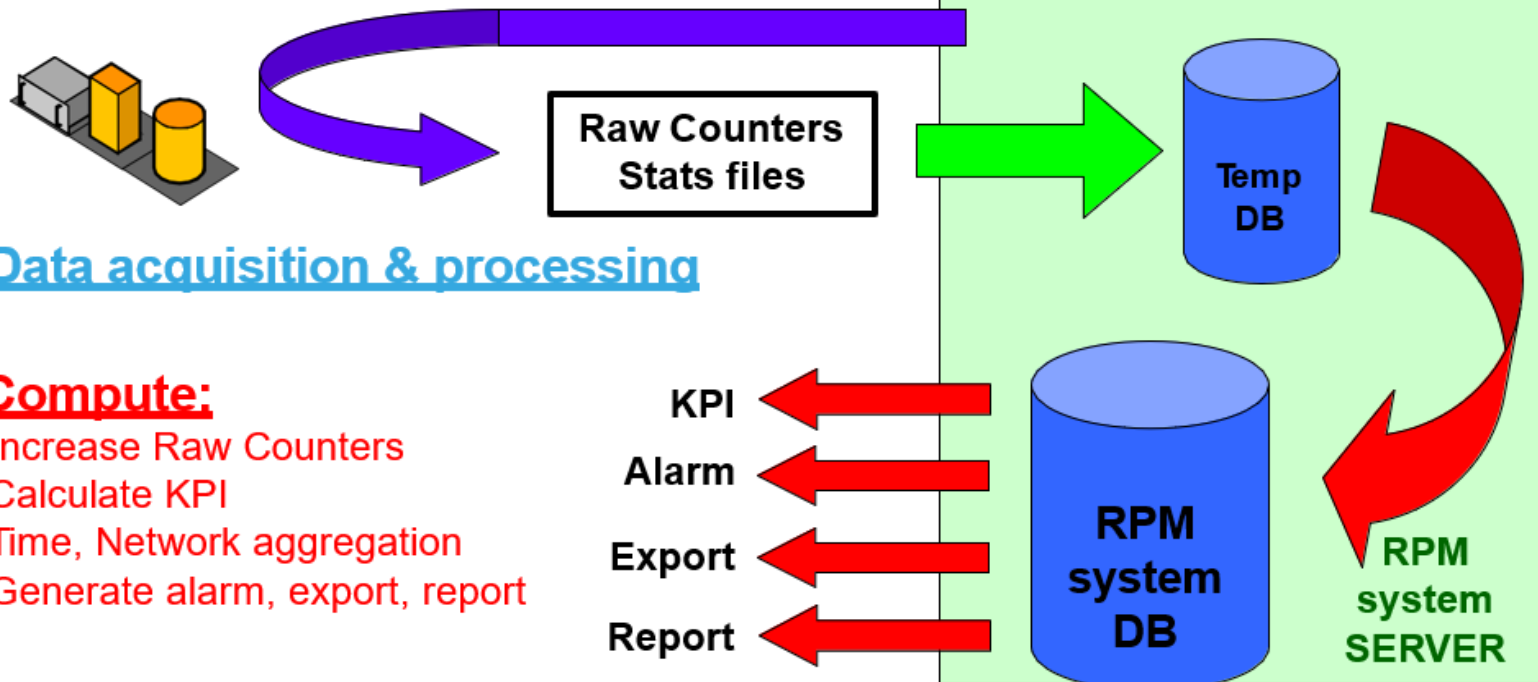 Raw Counters
Stats files
Temp
DB
Data acquisition & processing
Compute:
Increase Raw Counters
Calculate KPI
Time, Network aggregation
Generate alarm, export, report
KPI
Alarm
Export
Report
RPM
system
DB
RPM
system
SERVER